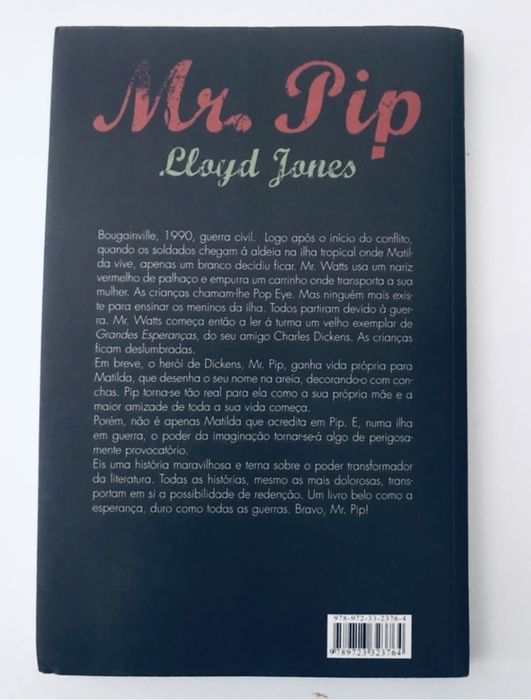 Mr. Pip
Lloyd Jones
Bougainville, 1990, guerra civil. Logo após o início do conflito,
quando os soldados chegam à aldeia na ilha tropical onde Matil-
da vive, apenas um branco decidiu ficar. Mr. Watts usa um nariz
vermelho de palhaço e empurra um carrinho onde transporta a sua
mulher. As crianças chamam-lhe Pop Eye. Mas ninguém mais exis-
te para ensinar os meninos da ilha. Todos partiram devido à guer-
ra. Mr. Watts começa então a ler à turma um velho exemplar de
Grandes Esperanças, do seu amigo Charles Dickens. As crianças
ficam deslumbradas.
Em breve, o herói de Dickens, Mr. Pip, ganha vida própria para
Matilda, que desenha o seu nome na areia, decorando-o com con-
chas. Pip torna-se tão real para ela como a sua própria mãe e a
maior amizade de toda a sua vida começa.
Porém, não é apenas Matilda que acredita em Pip. E, numa ilha
em guerra, o poder da imaginação tornar-se-á algo de perigosa-
mente provocatório.
Eis uma história maravilhosa e terna sobre o poder transformador
da literatura. Todas as histórias, mesmo as mais dolorosas, trans-
portam em si a possibilidade de redenção. Um livro belo como a
esperança, duro como todas as guerras. Bravo, Mr. Pip!
978-972-33-2376-4
9789723323764